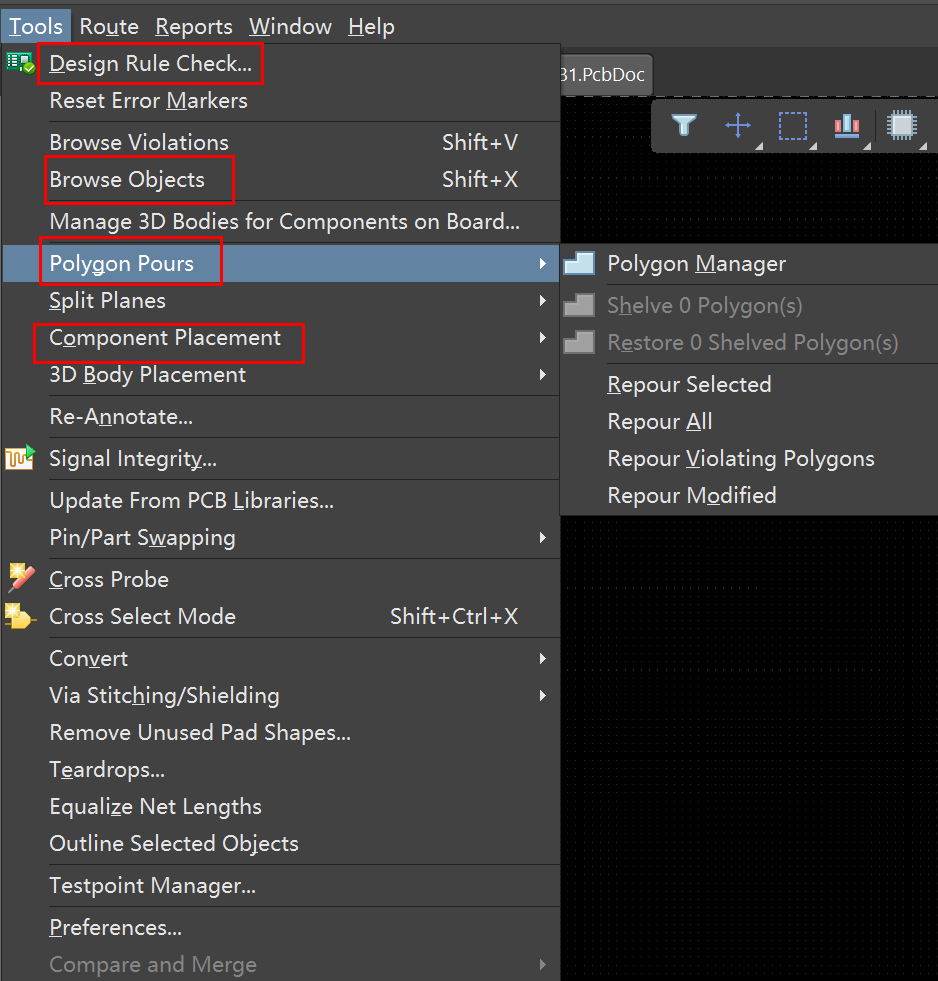 Tools Route Reports Window Help
Design Rule Check...
31.PcbDoc
Reset Error Markers
Browse Violations Shift+V
Browse Objects Shift+X
Manage 3D Bodies for Components on Board...
Polygon Pours
Split Planes
Component Placement
3D Body Placement
Re-Annotate...
Signal Integrity...
Update From PCB Libraries...
Pin/Part Swapping
Cross Probe
Cross Select Mode Shift+Ctrl+X
Convert
Via Stitching/Shielding
Remove Unused Pad Shapes...
Teardrops...
Equalize Net Lengths
Outline Selected Objects
Testpoint Manager...
Preferences...
Compare and Merge
Polygon Manager
Shelve 0 Polygon(s)
Restore 0 Shelved Polygon(s)
Repour Selected
Repour All
Repour Violating Polygons
Repour Modified